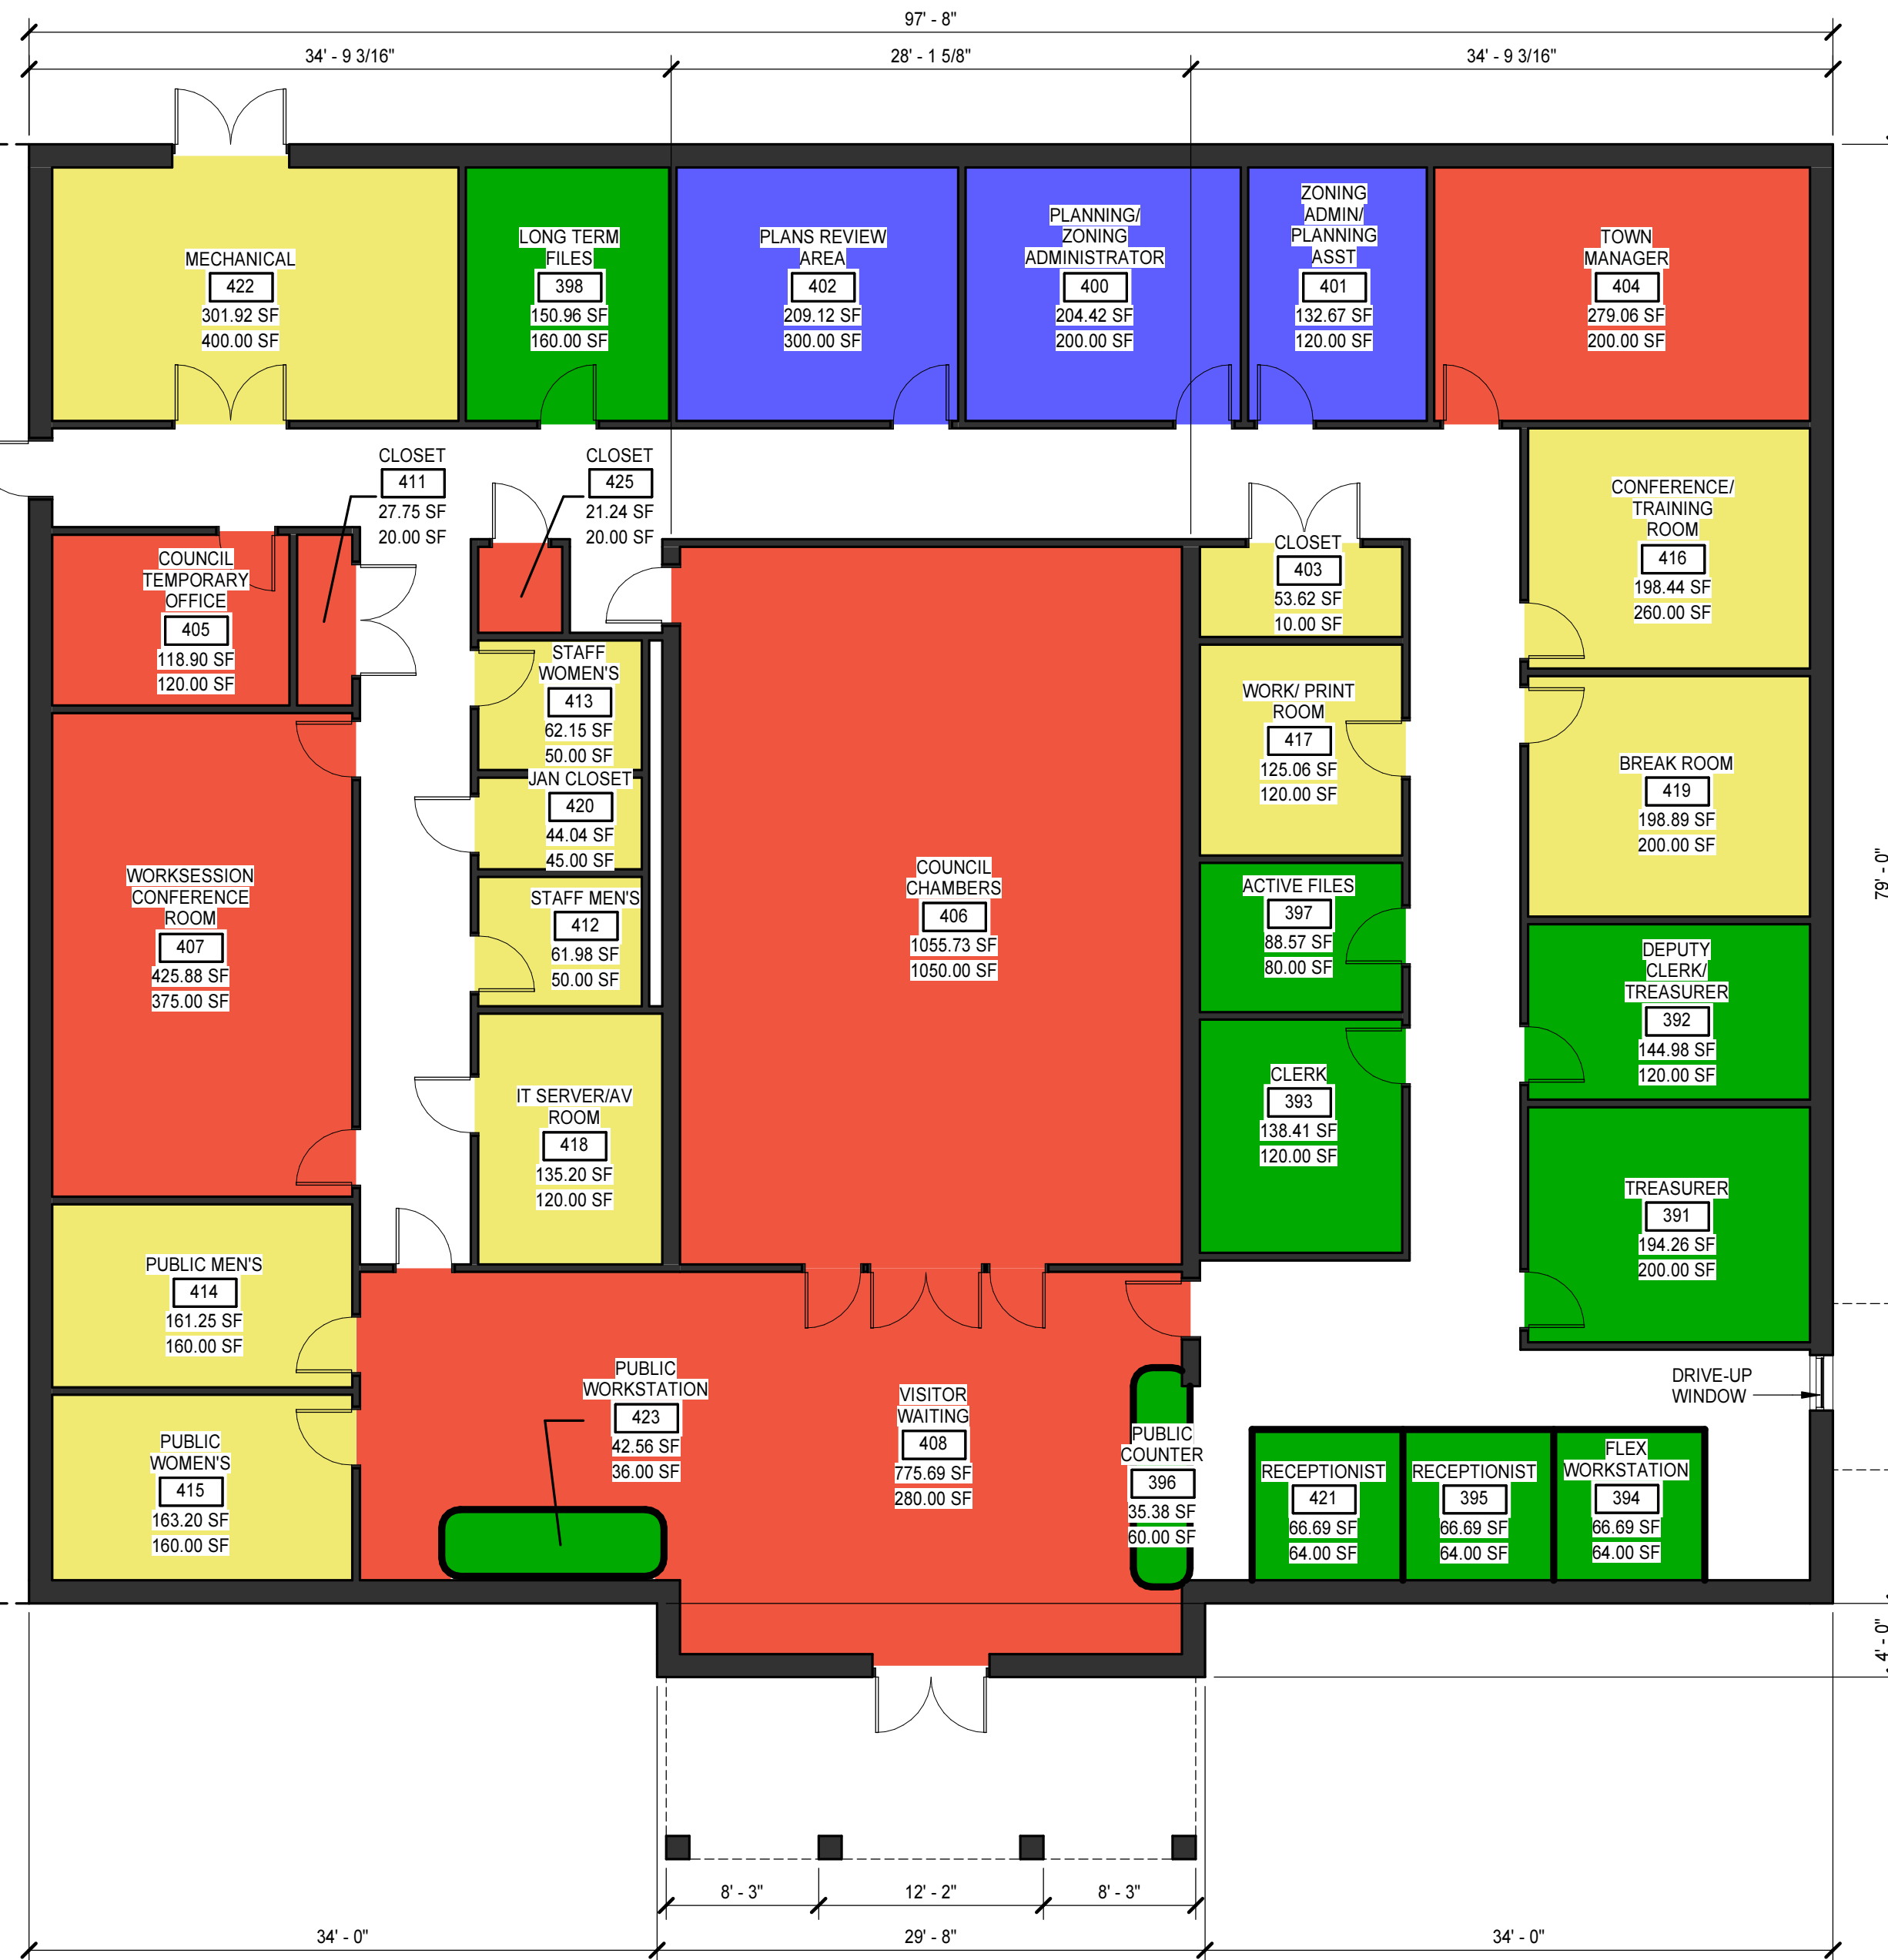 97' - 8"
34' - 9 3/16"
28' - 1 5/8"
34' - 9 3/16"
MECHANICAL
422
301.92 SF
400.00 SF
LONG TERM
FILES
398
150.96 SF
160.00 SF
PLANS REVIEW
AREA
402
209.12 SF
300.00 SF
PLANNING/
ZONING
ADMINISTRATOR
400
204.42 SF
200.00 SF
ZONING
ADMIN/
PLANNING
ASST
401
132.67 SF
120.00 SF
TOWN
MANAGER
404
279.06 SF
200.00 SF
CLOSET
411
27.75 SF
20.00 SF
CLOSET
425
21.24 SF
20.00 SF
COUNCIL
TEMPORARY
OFFICE
405
118.90 SF
120.00 SF
CLOSET
403
53.62 SF
10.00 SF
CONFERENCE/
TRAINING
ROOM
416
198.44 SF
260.00 SF
STAFF
WOMEN'S
413
62.15 SF
50.00 SF
WORK/ PRINT
ROOM
417
125.06 SF
120.00 SF
BREAK ROOM
419
198.89 SF
200.00 SF
JAN CLOSET
420
44.04 SF
45.00 SF
79' - 0"
WORKSESSION
CONFERENCE
ROOM
407
425.88 SF
375.00 SF
STAFF MEN'S
412
61.98 SF
50.00 SF
COUNCIL
CHAMBERS
406
1055.73 SF
1050.00 SF
ACTIVE FILES
397
88.57 SF
80.00 SF
DEPUTY
CLERK/
TREASURER
392
144.98 SF
120.00 SF
IT SERVER/AV
ROOM
418
135.20 SF
120.00 SF
CLERK
393
138.41 SF
120.00 SF
TREASURER
391
194.26 SF
200.00 SF
PUBLIC MEN'S
414
161.25 SF
160.00 SF
PUBLIC
WORKSTATION
423
42.56 SF
36.00 SF
VISITOR
WAITING
408
775.69 SF
280.00 SF
PUBLIC
COUNTER
396
35.38 SF
60.00 SF
DRIVE-UP
WINDOW
PUBLIC
WOMEN'S
415
163.20 SF
160.00 SF
RECEPTIONIST
421
66.69 SF
64.00 SF
RECEPTIONIST
395
66.69 SF
64.00 SF
FLEX
WORKSTATION
394
66.69 SF
64.00 SF
4' - 0"
8' - 3"
12' - 2"
8' - 3"
34' - 0"
29' - 8"
34' - 0"